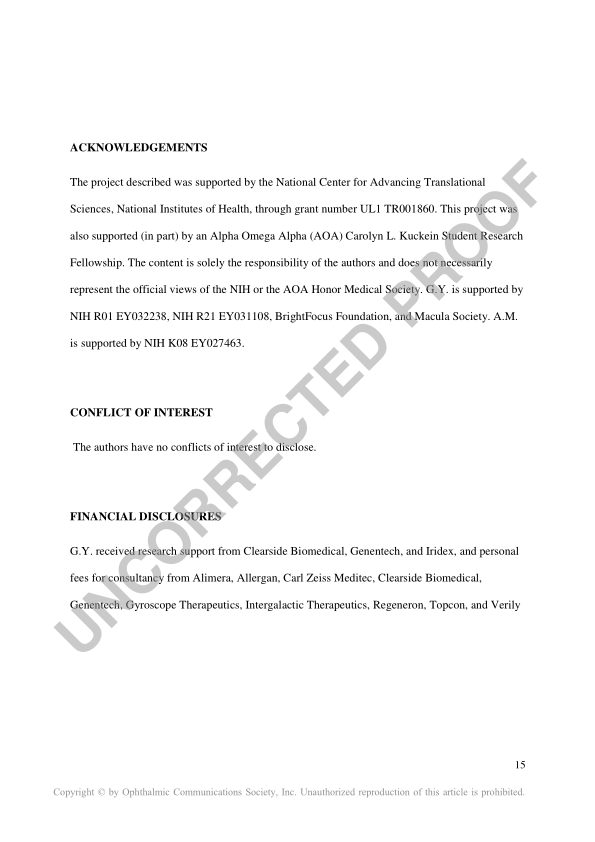 ACKNOWLEDGEMENTS
The project described was supported by the National Center for Advancing Translational
Sciences, National Institutes of Health, through grant number UL1 TR001860. This project was
also supported (in part) by an Alpha Omega Alpha (AOA) Carolyn L. Kuckein Student Research
Fellowship. The content is solely the responsibility of the authors and does not necessarily
represent the official views of the NIH or the AOA Honor Medical Society. G.Y. is supported by
NIH R01 EY032238, NIH R21 EY031108, BrightFocus Foundation, and Macula Society. A.M.
is supported by NIH K08 EY027463.
CONFLICT OF INTEREST
The authors have no conflicts of interest to disclose.
FINANCIAL DISCLOSURES
G.Y. received research support from Clearside Biomedical, Genentech, and Iridex, and personal
fees for consultancy from Alimera, Allergan, Carl Zeiss Meditec, Clearside Biomedical,
Genentech, Gyroscope Therapeutics, Intergalactic Therapeutics, Regeneron, Topcon, and Verily
UNCORRECTED PROOF
15
Copyright © by Ophthalmic Communications Society, Inc. Unauthorized reproduction of this article is prohibited.